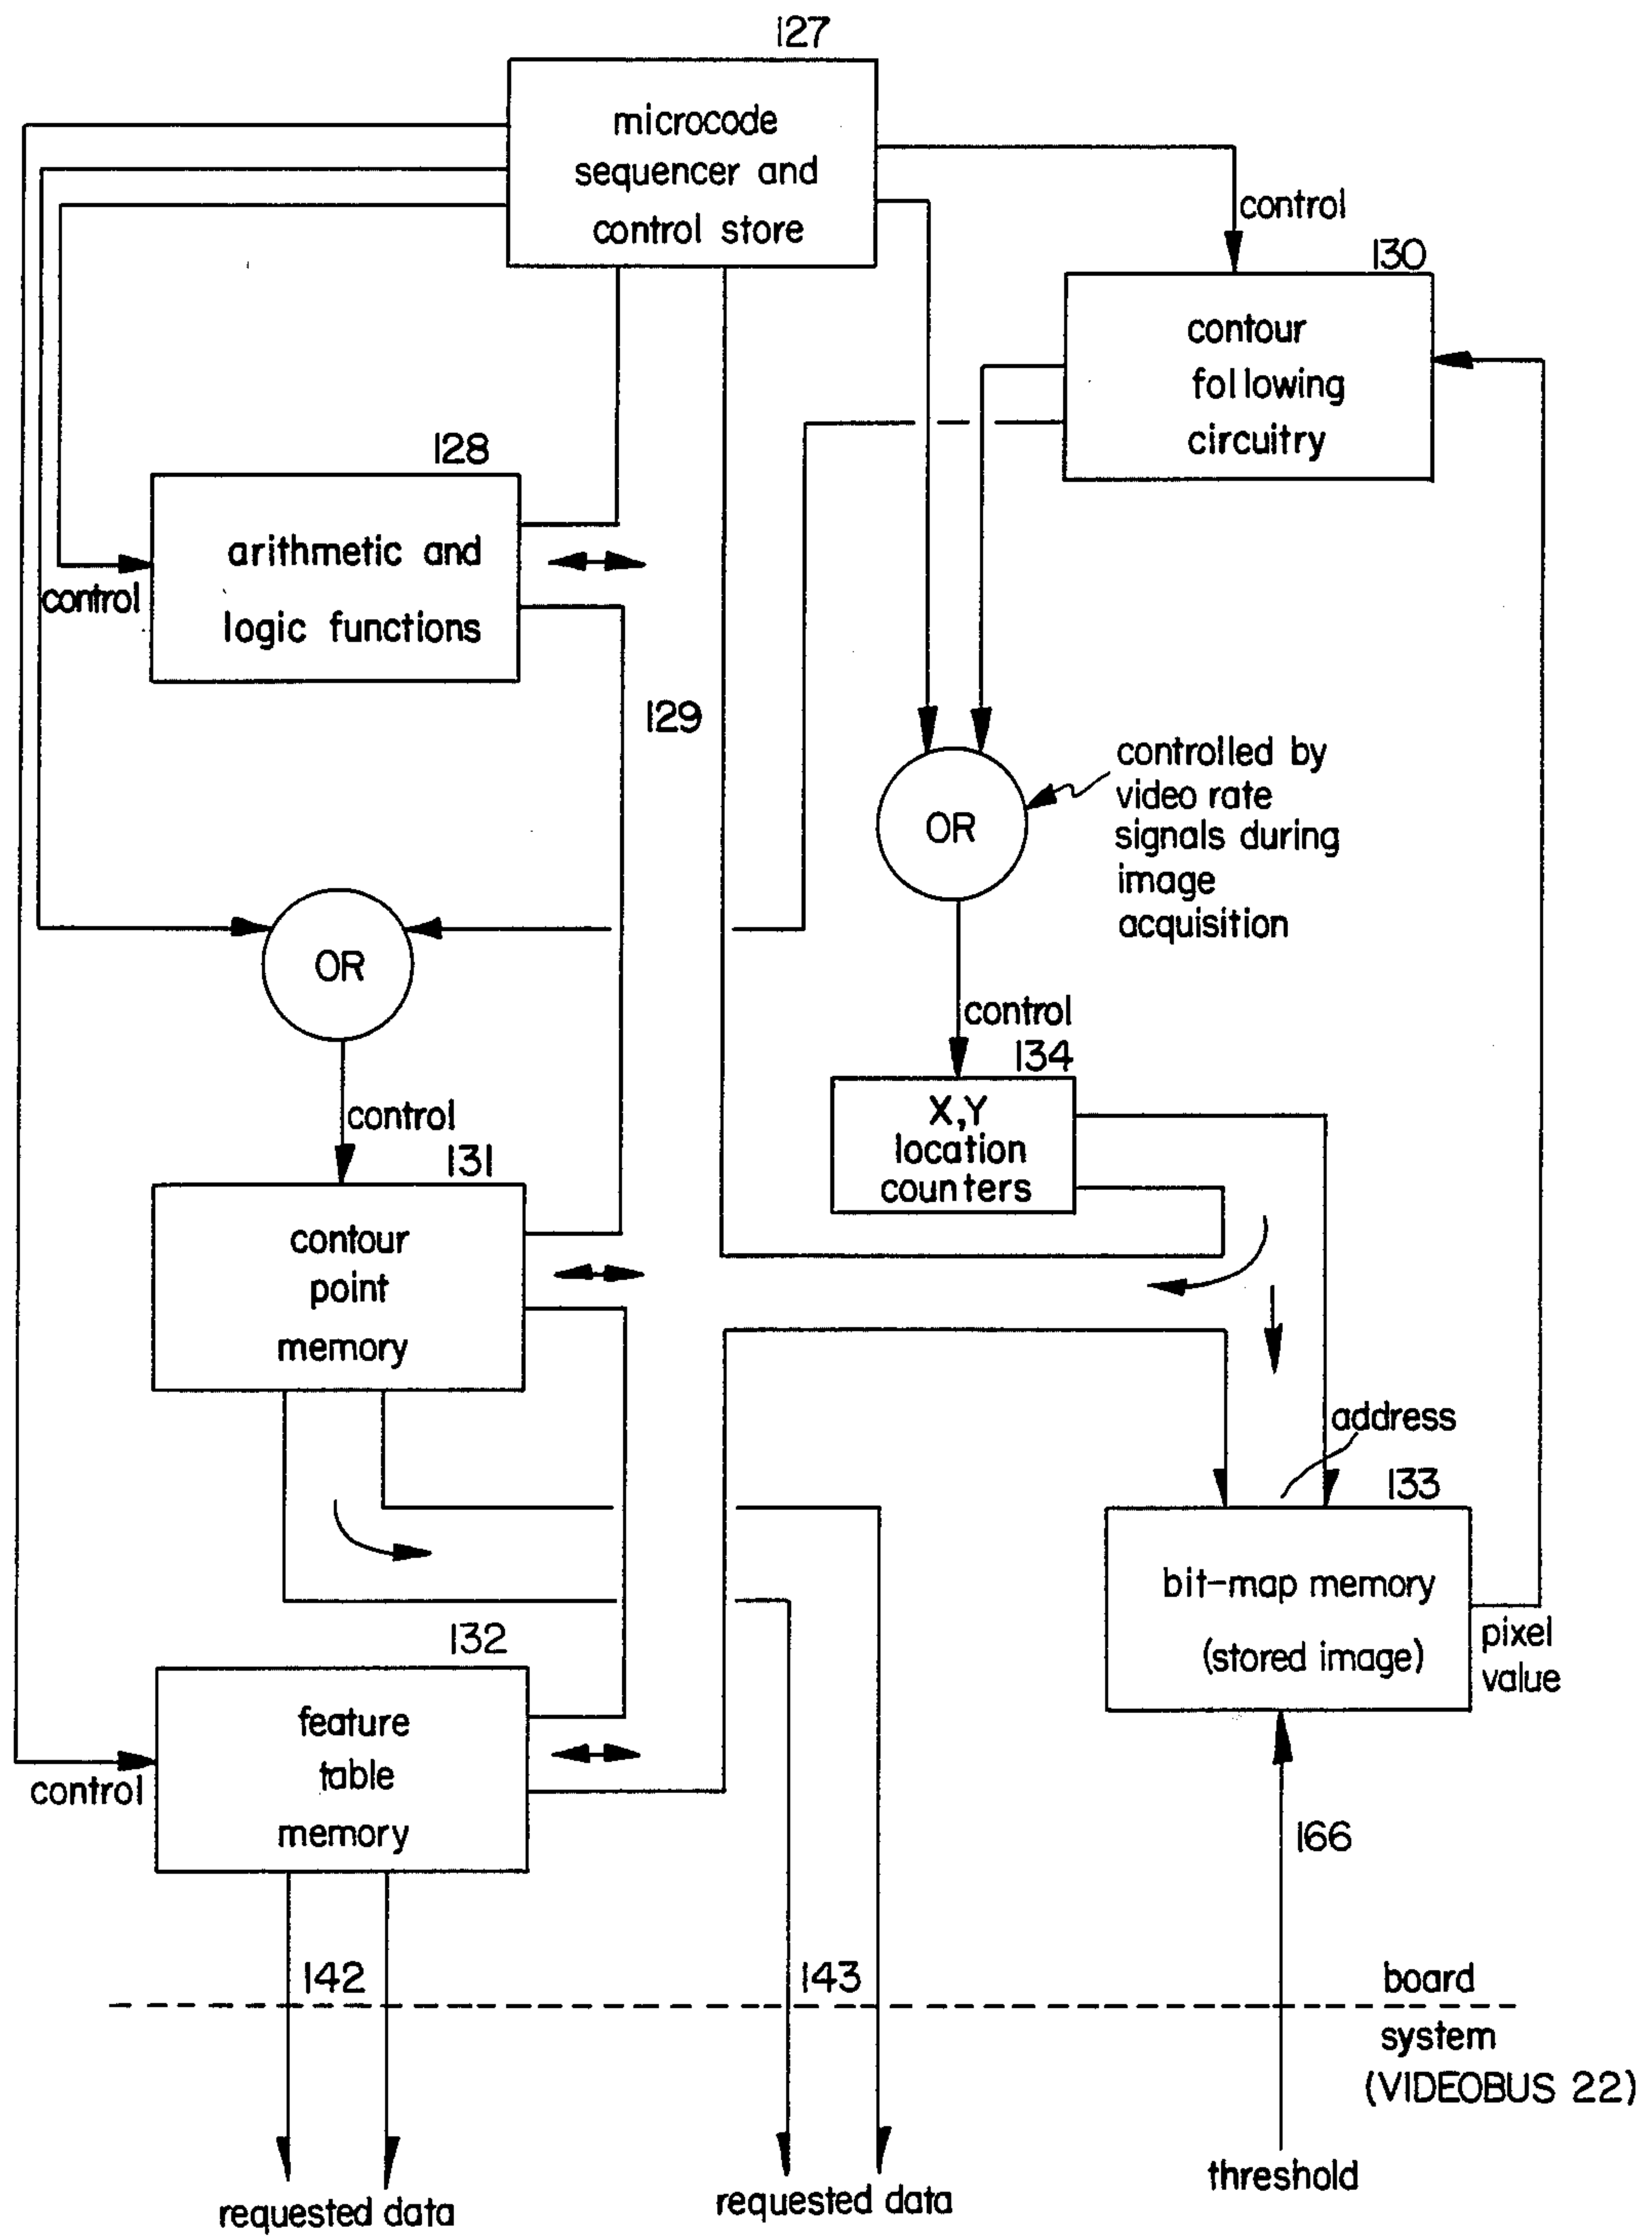 127
microcode
sequencer and
control store
control
130
contour
following
circuitry
128
arithmetic and
logic functions
control
129
controlled by
video rate
signals during
image
acquisition
OR
OR
control
134
X,Y
location
counters
control
131
contour
point
memory
address
133
bit-map memory
(stored image)
pixel
value
132
feature
table
memory
control
166
142
143
board
system
(VIDEOBUS 22)
threshold
requested data
requested data